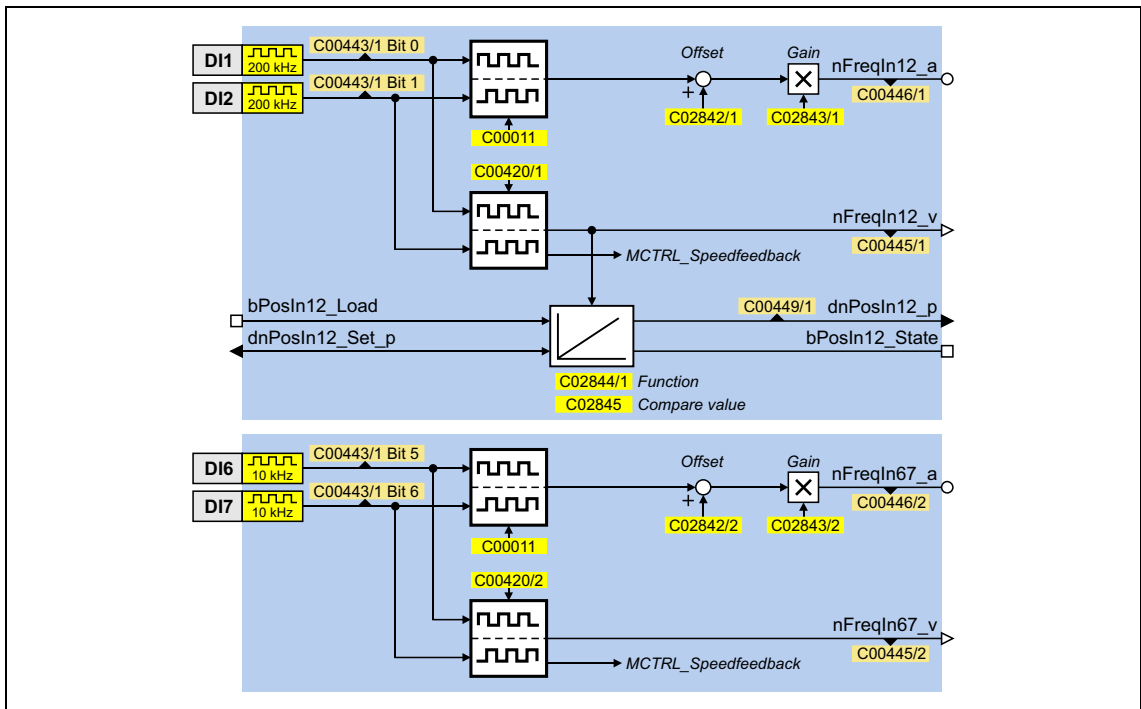 DI1
200 kHz
C00443/1 Bit 0
DI2
200 kHz
C00443/1 Bit 1
C00011
Offset
+
C02842/1
Gain
C02843/1
nFreqIn12_a
C00446/1
C00420/1
nFreqIn12_v
C00445/1
MCTRL_Speedfeedback
bPosIn12_Load
dnPosIn12_Set_p
C00449/1
dnPosIn12_p
bPosIn12_State
C02844/1 Function
C02845 Compare value
DI6
10 kHz
C00443/1 Bit 5
DI7
10 kHz
C00443/1 Bit 6
C00011
Offset
+
C02842/2
Gain
C02843/2
nFreqIn67_a
C00446/2
C00420/2
nFreqIn67_v
C00445/2
MCTRL_Speedfeedback